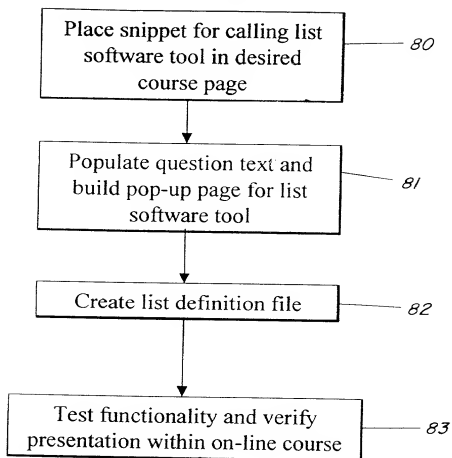 Place snippet for calling list
software tool in desired
course page
80
Populate question text and
build pop-up page for list
software tool
81
Create list definition file
82
Test functionality and verify
presentation within on-line course
83